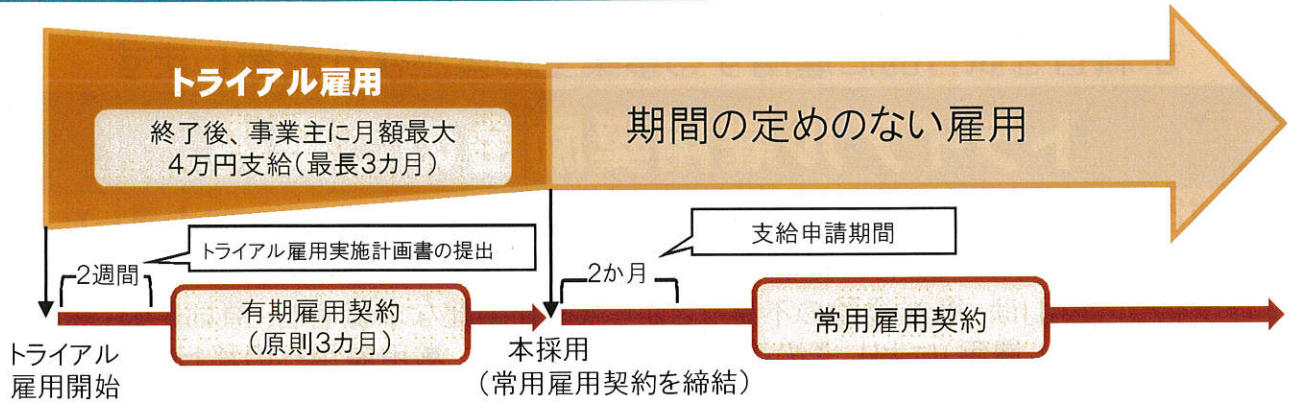 トライアル雇用
終了後、事業主に月額最大
4万円支給(最長3カ月)
期間の定めのない雇用
トライアル雇用実施計画書の提出
支給申請期間
2週間
2か月
有期雇用契約
(原則3カ月)
常用雇用契約
トライアル
雇用開始
本採用
(常用雇用契約を締結)